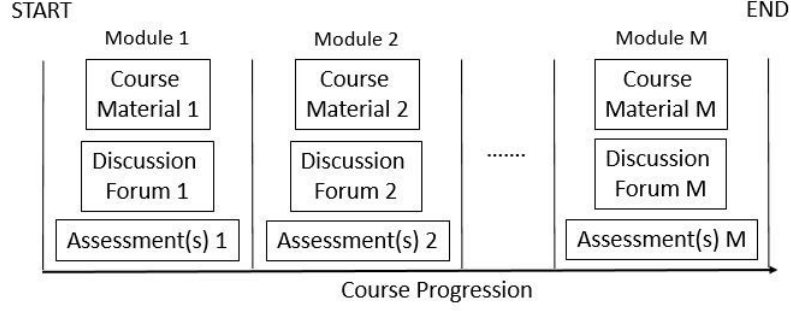 START END
Module 1 Module 2 Module M
Course Course Course
Material 1 Material 2 Material M
Discussion Discussion ....... Discussion
Forum 1 Forum 2 Forum M
Assessment(s) 1 Assessment(s) 2 Assessment(s) M
Course Progression